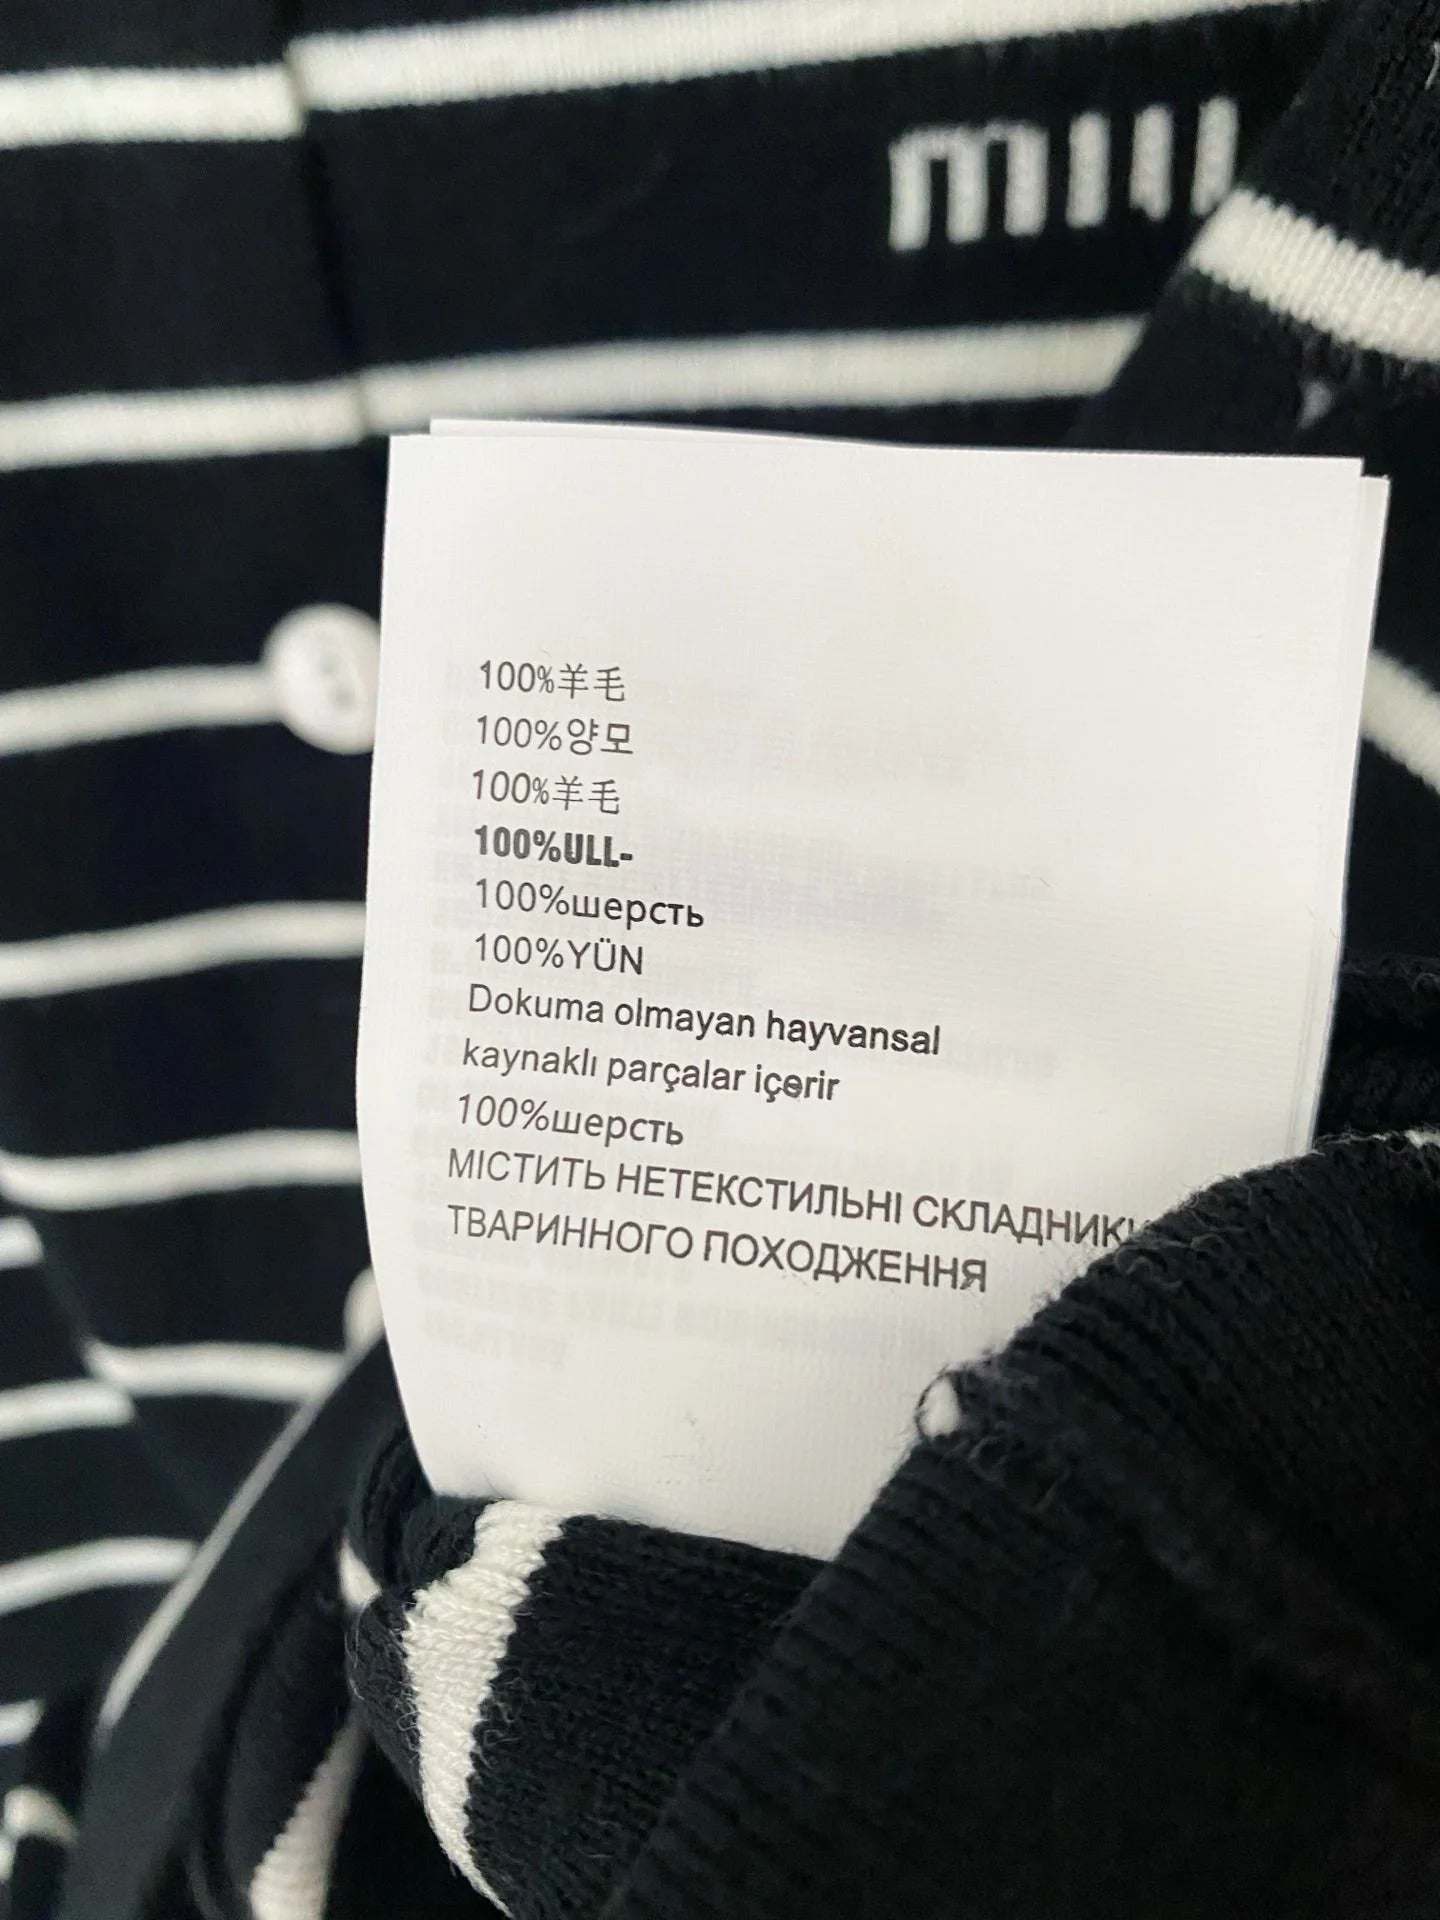 miu
100%羊毛
100%양모
100%羊毛
100%ULL-
100%шерсть
100%YÜN
Dokuma olmayan hayvansal
kaynaklı parçalar içerir
100%шерсть
МІСТИТЬ НЕТЕКСТИЛЬНІ СКЛАДНИКИ
ТВАРИННОГО ПОХОДЖЕННЯ